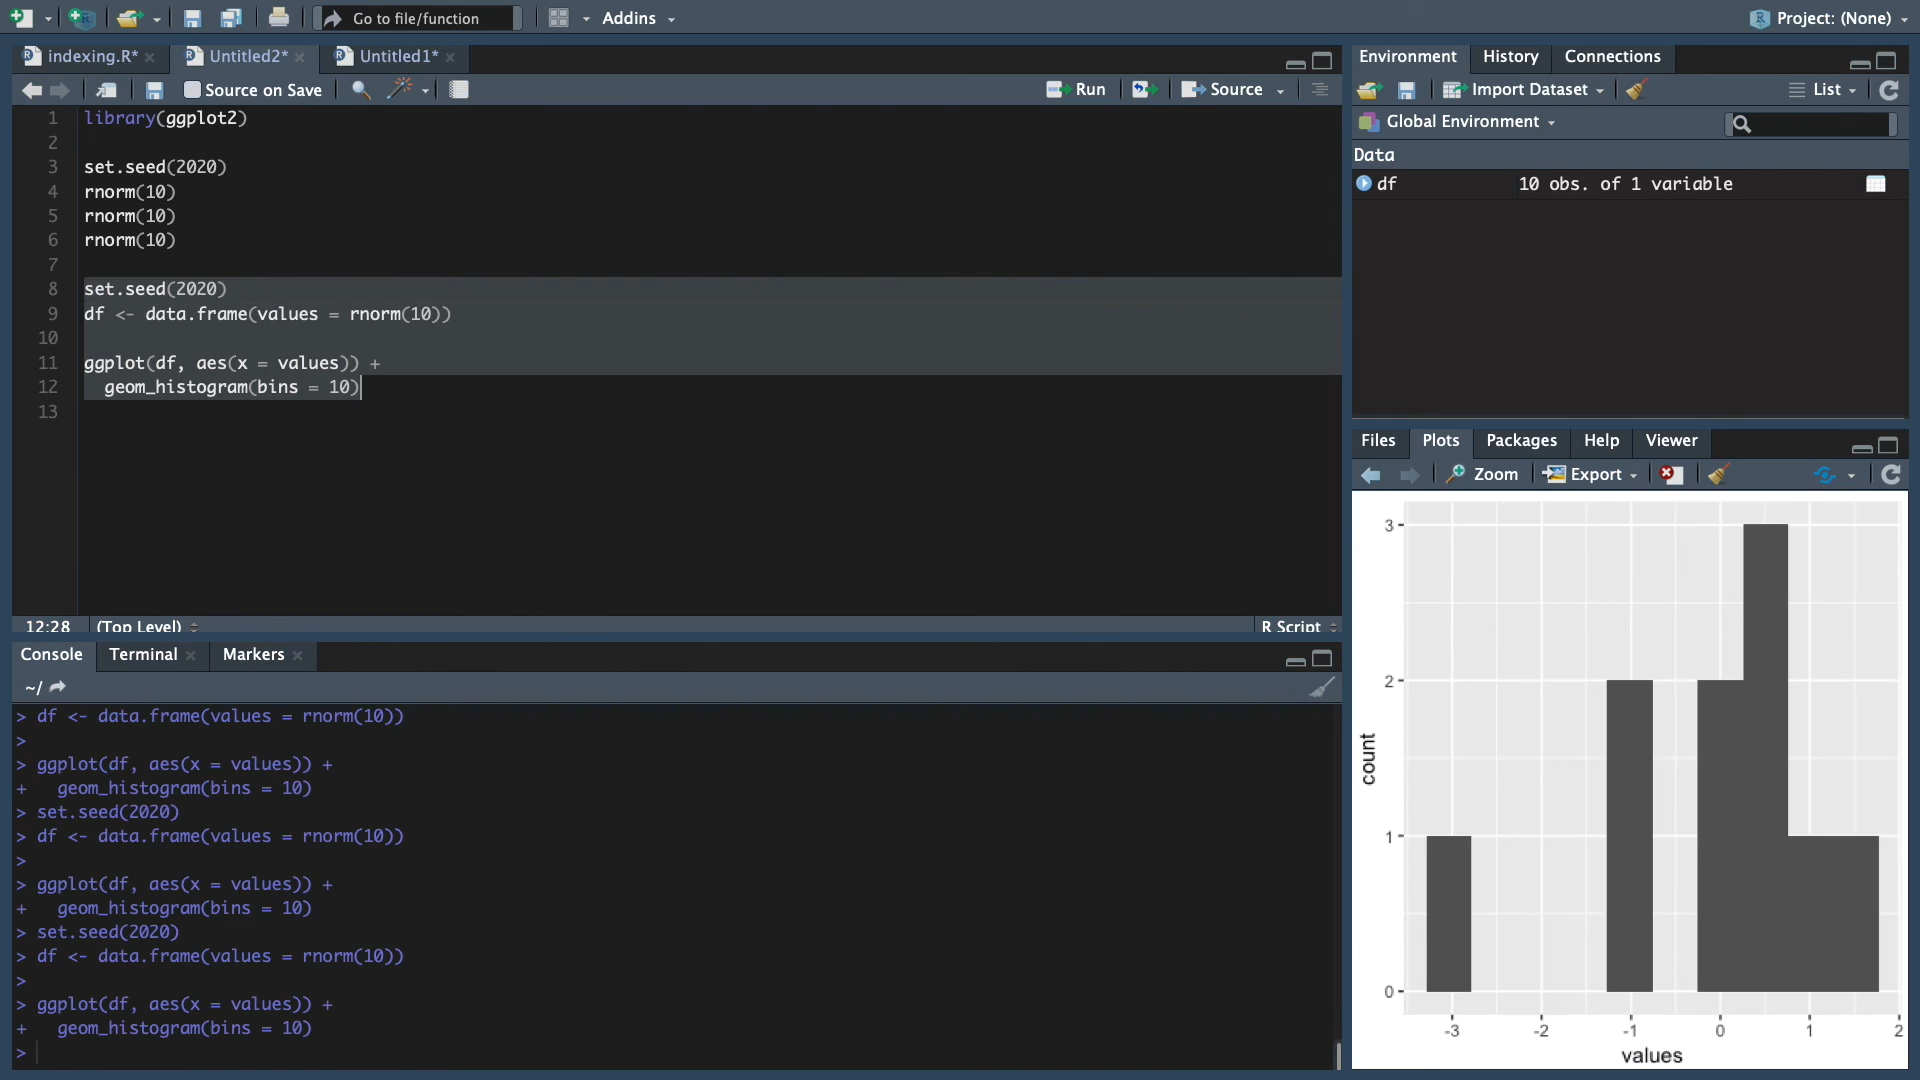 Go to file/function
Addins
Project: (None)
indexing.R*
Untitled2*
Untitled1*
Source on Save
Run
Source
1 library(ggplot2)
2
3 set.seed(2020)
4 rnorm(10)
5 rnorm(10)
6 rnorm(10)
7
8 set.seed(2020)
9 df <- data.frame(values = rnorm(10))
10
11 ggplot(df, aes(x = values)) +
12 geom_histogram(bins = 10)
13
12:28 (Top Level)
R Script
Console Terminal Markers
~/
> df <- data.frame(values = rnorm(10))
>
> ggplot(df, aes(x = values)) +
+ geom_histogram(bins = 10)
> set.seed(2020)
> df <- data.frame(values = rnorm(10))
>
> ggplot(df, aes(x = values)) +
+ geom_histogram(bins = 10)
> set.seed(2020)
> df <- data.frame(values = rnorm(10))
>
> ggplot(df, aes(x = values)) +
+ geom_histogram(bins = 10)
>
Environment History Connections
Import Dataset
List
Global Environment
Data
df 10 obs. of 1 variable
Files Plots Packages Help Viewer
Zoom Export
3
2
1
0
count
-3 -2 -1 0 1 2
values